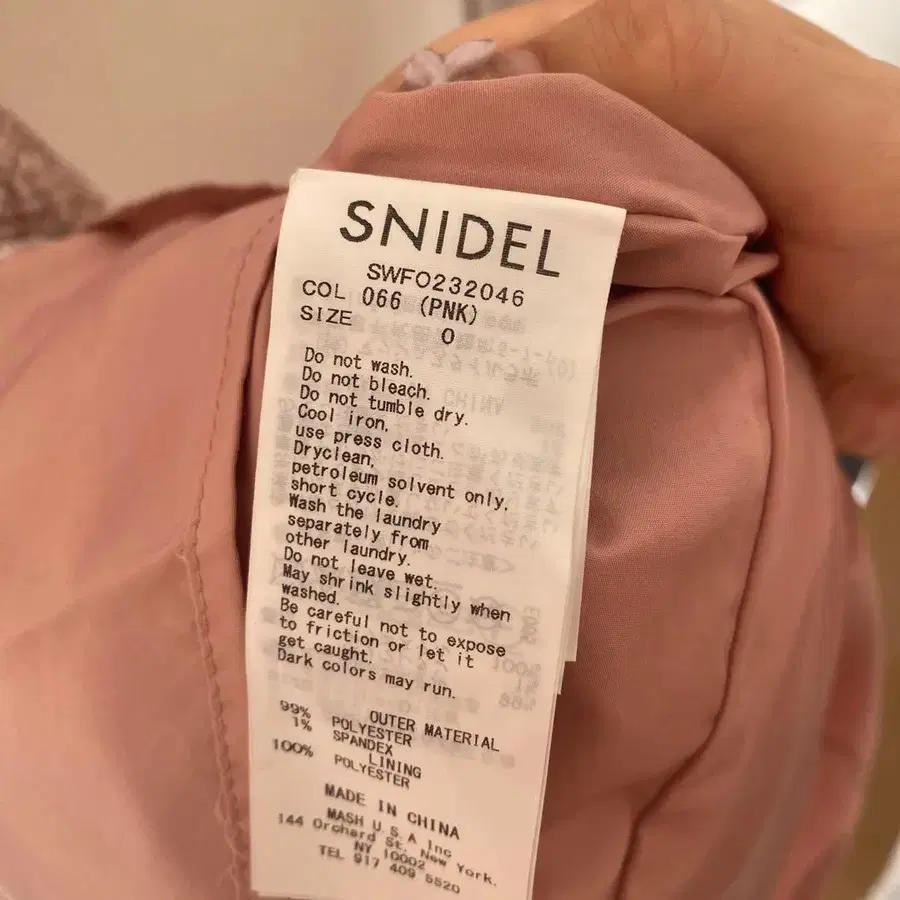 SNIDEL
SWFO232046
COL 066 (PNK)
SIZE 0
Do not wash.
Do not bleach.
Do not tumble dry.
Cool iron,
use press cloth.
Dryclean,
petroleum solvent only,
short cycle.
Wash the laundry
separately from
other laundry.
Do not leave wet.
May shrink slightly when
washed.
Be careful not to expose
to friction or let it
get caught.
Dark colors may run.
OUTER MATERIAL
99% POLYESTER
1% SPANDEX
LINING
100% POLYESTER
MADE IN CHINA
MASH U.S.A Inc
144 Orchard St. New York.
NY 10002
TEL 917 409 5520